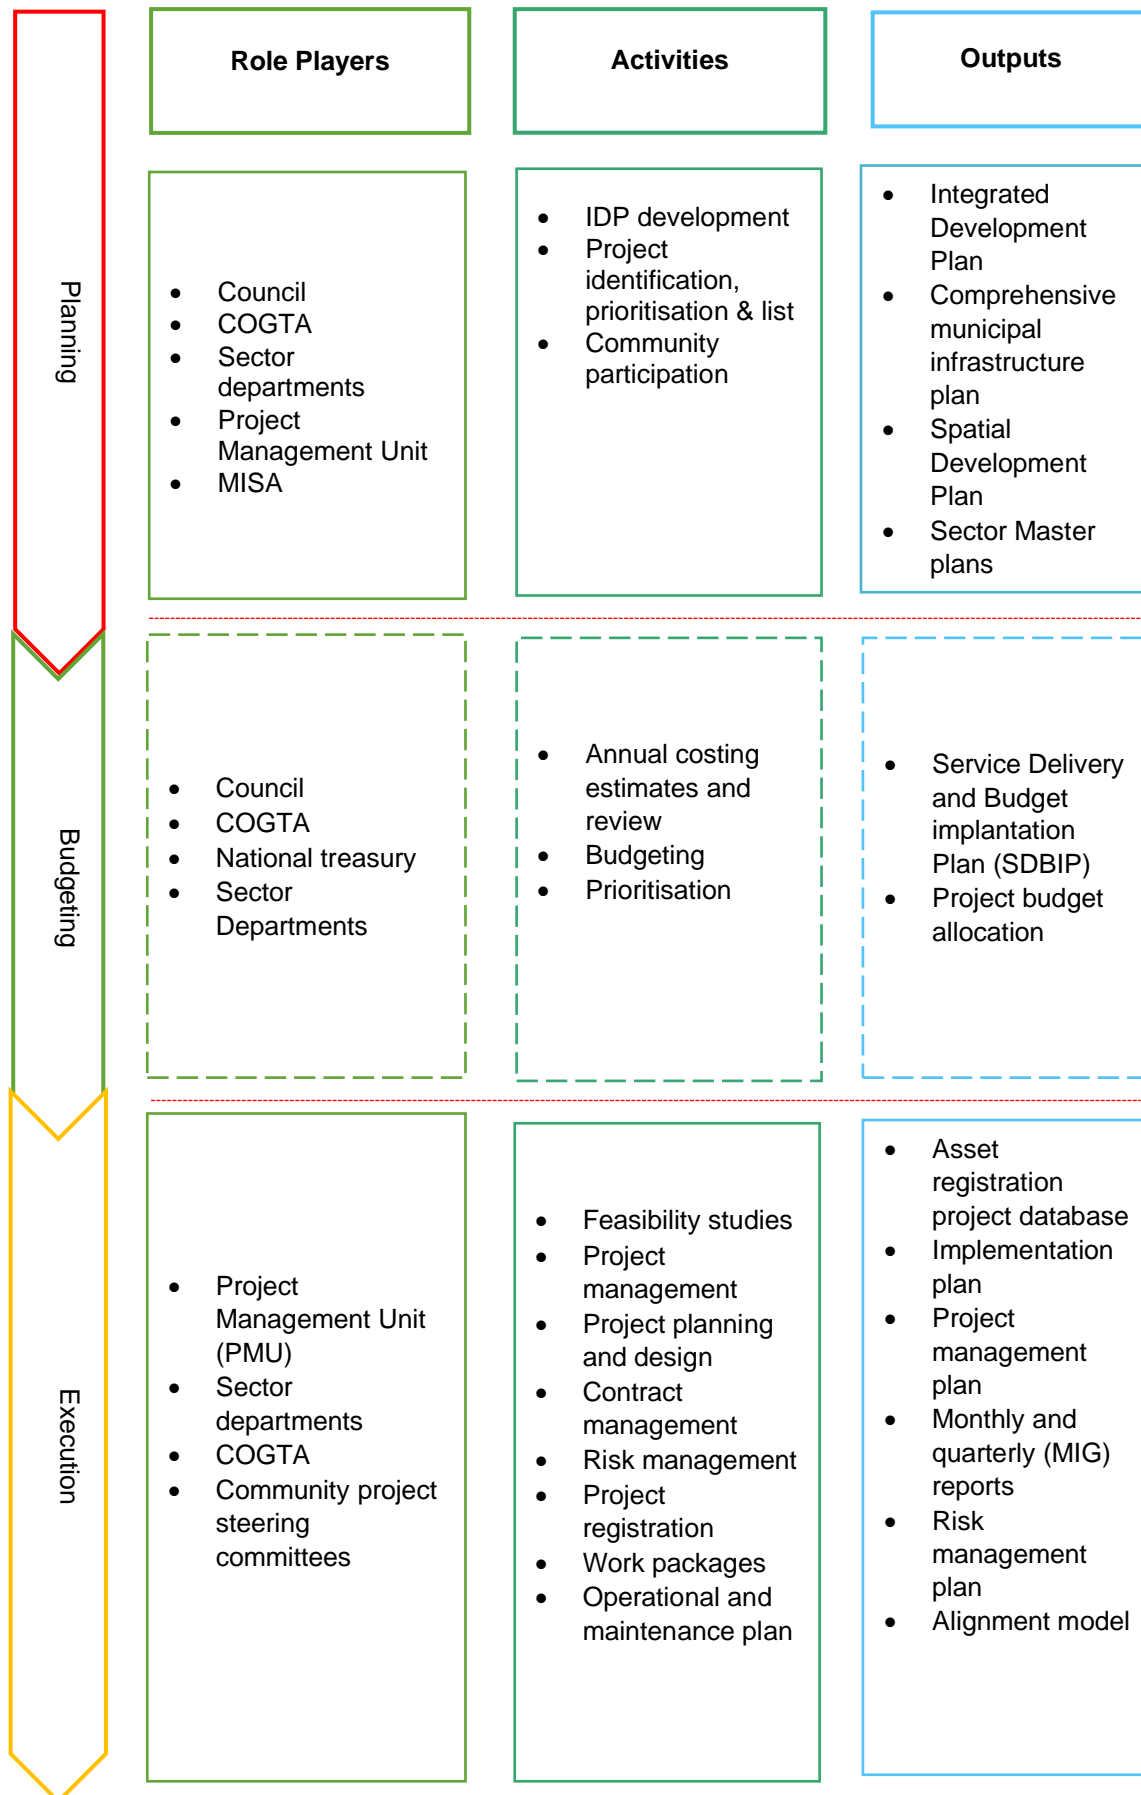 Role Players
Activities
Outputs
Planning
• Council
• COGTA
• Sector
departments
• Project
Management Unit
• MISA
• IDP development
• Project
identification,
prioritisation & list
• Community
participation
• Integrated
Development
Plan
• Comprehensive
municipal
infrastructure
plan
• Spatial
Development
Plan
• Sector Master
plans
Budgeting
• Council
• COGTA
• National treasury
• Sector
Departments
• Annual costing
estimates and
review
• Budgeting
• Prioritisation
• Service Delivery
and Budget
implantation
Plan (SDBIP)
• Project budget
allocation
Execution
• Project
Management Unit
(PMU)
• Sector
departments
• COGTA
• Community project
steering
committees
• Feasibility studies
• Project
management
• Project planning
and design
• Contract
management
• Risk management
• Project
registration
• Work packages
• Operational and
maintenance plan
• Asset
registration
project database
• Implementation
plan
• Project
management
plan
• Monthly and
quarterly (MIG)
reports
• Risk
management
plan
• Alignment model